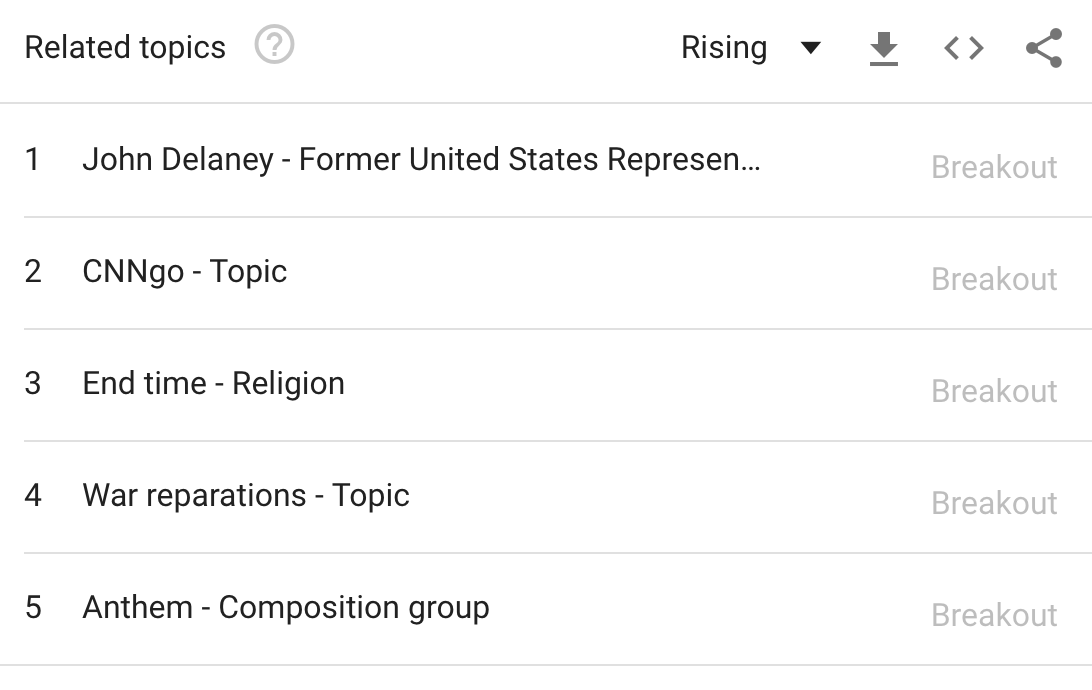 Related topics ? Rising
1 John Delaney - Former United States Represen... Breakout
2 CNNgo - Topic Breakout
3 End time - Religion Breakout
4 War reparations - Topic Breakout
5 Anthem - Composition group Breakout